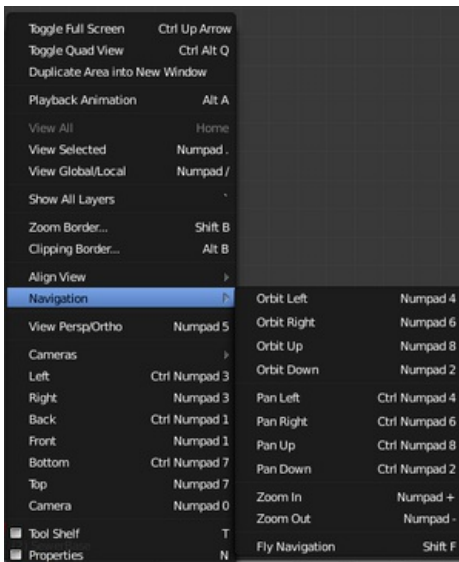 Toggle Full Screen Ctrl Up Arrow
Toggle Quad View Ctrl Alt Q
Duplicate Area into New Window
Playback Animation Alt A
View All Home
View Selected Numpad .
View Global/Local Numpad /
Show All Layers `
Zoom Border... Shift B
Clipping Border... Alt B
Align View
Navigation
View Persp/Ortho Numpad 5
Cameras
Left Ctrl Numpad 3
Right Numpad 3
Back Ctrl Numpad 1
Front Numpad 1
Bottom Ctrl Numpad 7
Top Numpad 7
Camera Numpad 0
Tool Shelf T
Properties N
Orbit Left Numpad 4
Orbit Right Numpad 6
Orbit Up Numpad 8
Orbit Down Numpad 2
Pan Left Ctrl Numpad 4
Pan Right Ctrl Numpad 6
Pan Up Ctrl Numpad 8
Pan Down Ctrl Numpad 2
Zoom In Numpad +
Zoom Out Numpad -
Fly Navigation Shift F